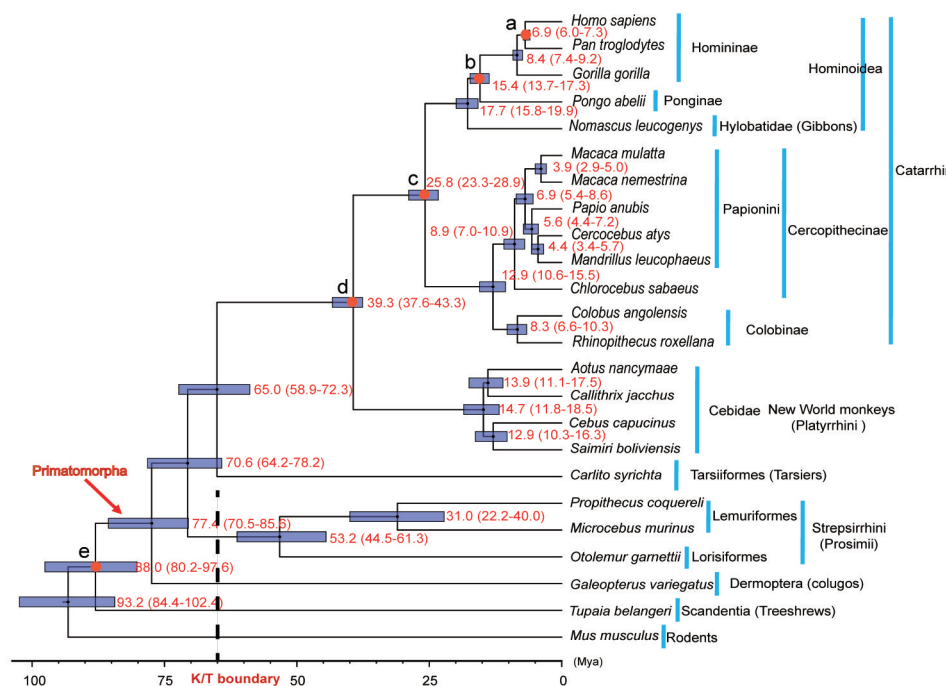 a
Homo sapiens
6.9 (6.0-7.3)
Pan troglodytes
Homininae
8.4 (7.4-9.2)
Gorilla gorilla
Hominoidea
b
15.4 (13.7-17.3)
Pongo abelii
Ponginae
17.7 (15.8-19.9)
Nomascus leucogenys
Hylobatidae (Gibbons)
Macaca mulatta
3.9 (2.9-5.0)
Catarrhini
c
25.8 (23.3-28.9)
Macaca nemestrina
6.9 (5.4-8.6)
Papio anubis
Papionini
5.6 (4.4-7.2)
8.9 (7.0-10.9)
Cercocebus atys
Cercopithecinae
4.4 (3.4-5.7)
Mandrillus leucophaeus
12.9 (10.6-15.5)
Chlorocebus sabaeus
d
39.3 (37.6-43.3)
Colobus angolensis
8.3 (6.6-10.3)
Colobinae
Rhinopithecus roxellana
Aotus nancymaae
13.9 (11.1-17.5)
65.0 (58.9-72.3)
Callithrix jacchus
14.7 (11.8-18.5)
Cebidae
New World monkeys
(Platyrrhini )
Cebus capucinus
12.9 (10.3-16.3)
Saimiri boliviensis
70.6 (64.2-78.2)
Primatomorpha
Carlito syrichta
Tarsiiformes (Tarsiers)
Propithecus coquereli
31.0 (22.2-40.0)
Lemuriformes
77.4 (70.5-85.6)
Microcebus murinus
Strepsirrhini
(Prosimii)
53.2 (44.5-61.3)
Otolemur garnettii
Lorisiformes
e
88.0 (80.2-97.6)
Galeopterus variegatus
Dermoptera (colugos)
93.2 (84.4-102.4)
Tupaia belangeri
Scandentia (Treeshrews)
Mus musculus
Rodents
(Mya)
100
75
K/T boundary
50
25
0